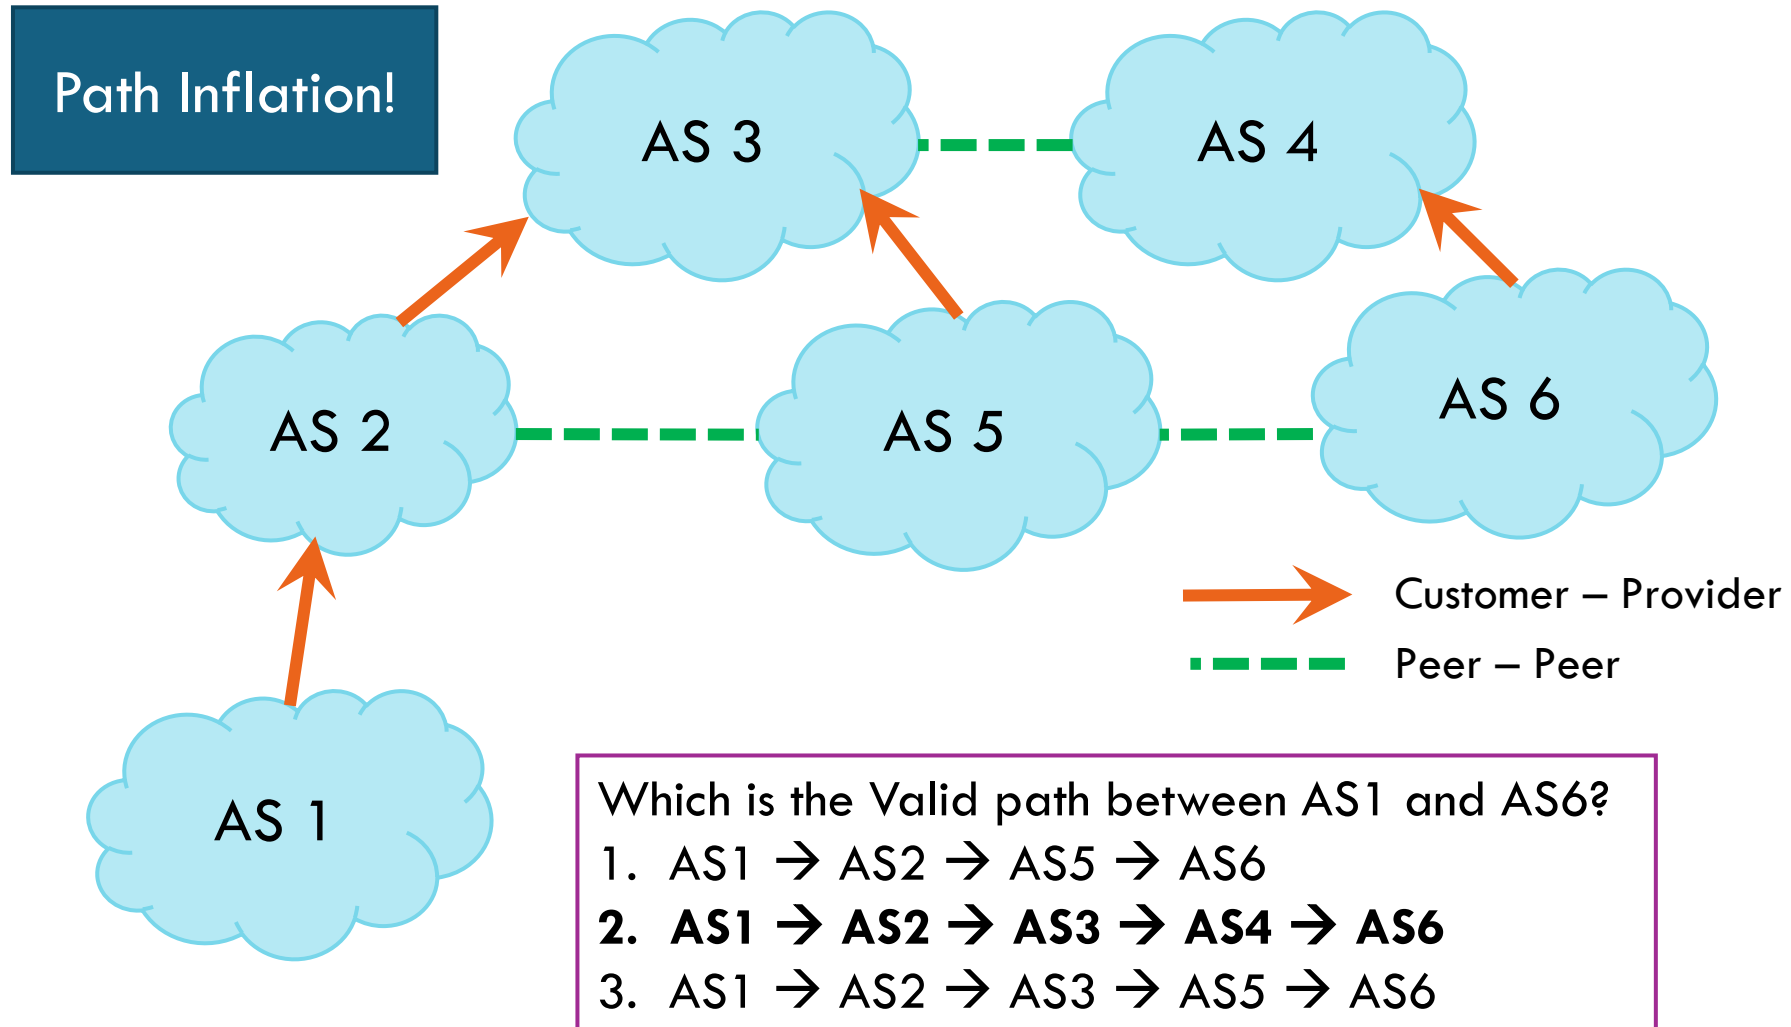 Path Inflation!
AS 3
AS 4
AS 2
AS 5
AS 6
Customer – Provider
Peer – Peer
AS 1
Which is the Valid path between AS1 and AS6?
1. AS1 → AS2 → AS5 → AS6
2. AS1 → AS2 → AS3 → AS4 → AS6
3. AS1 → AS2 → AS3 → AS5 → AS6